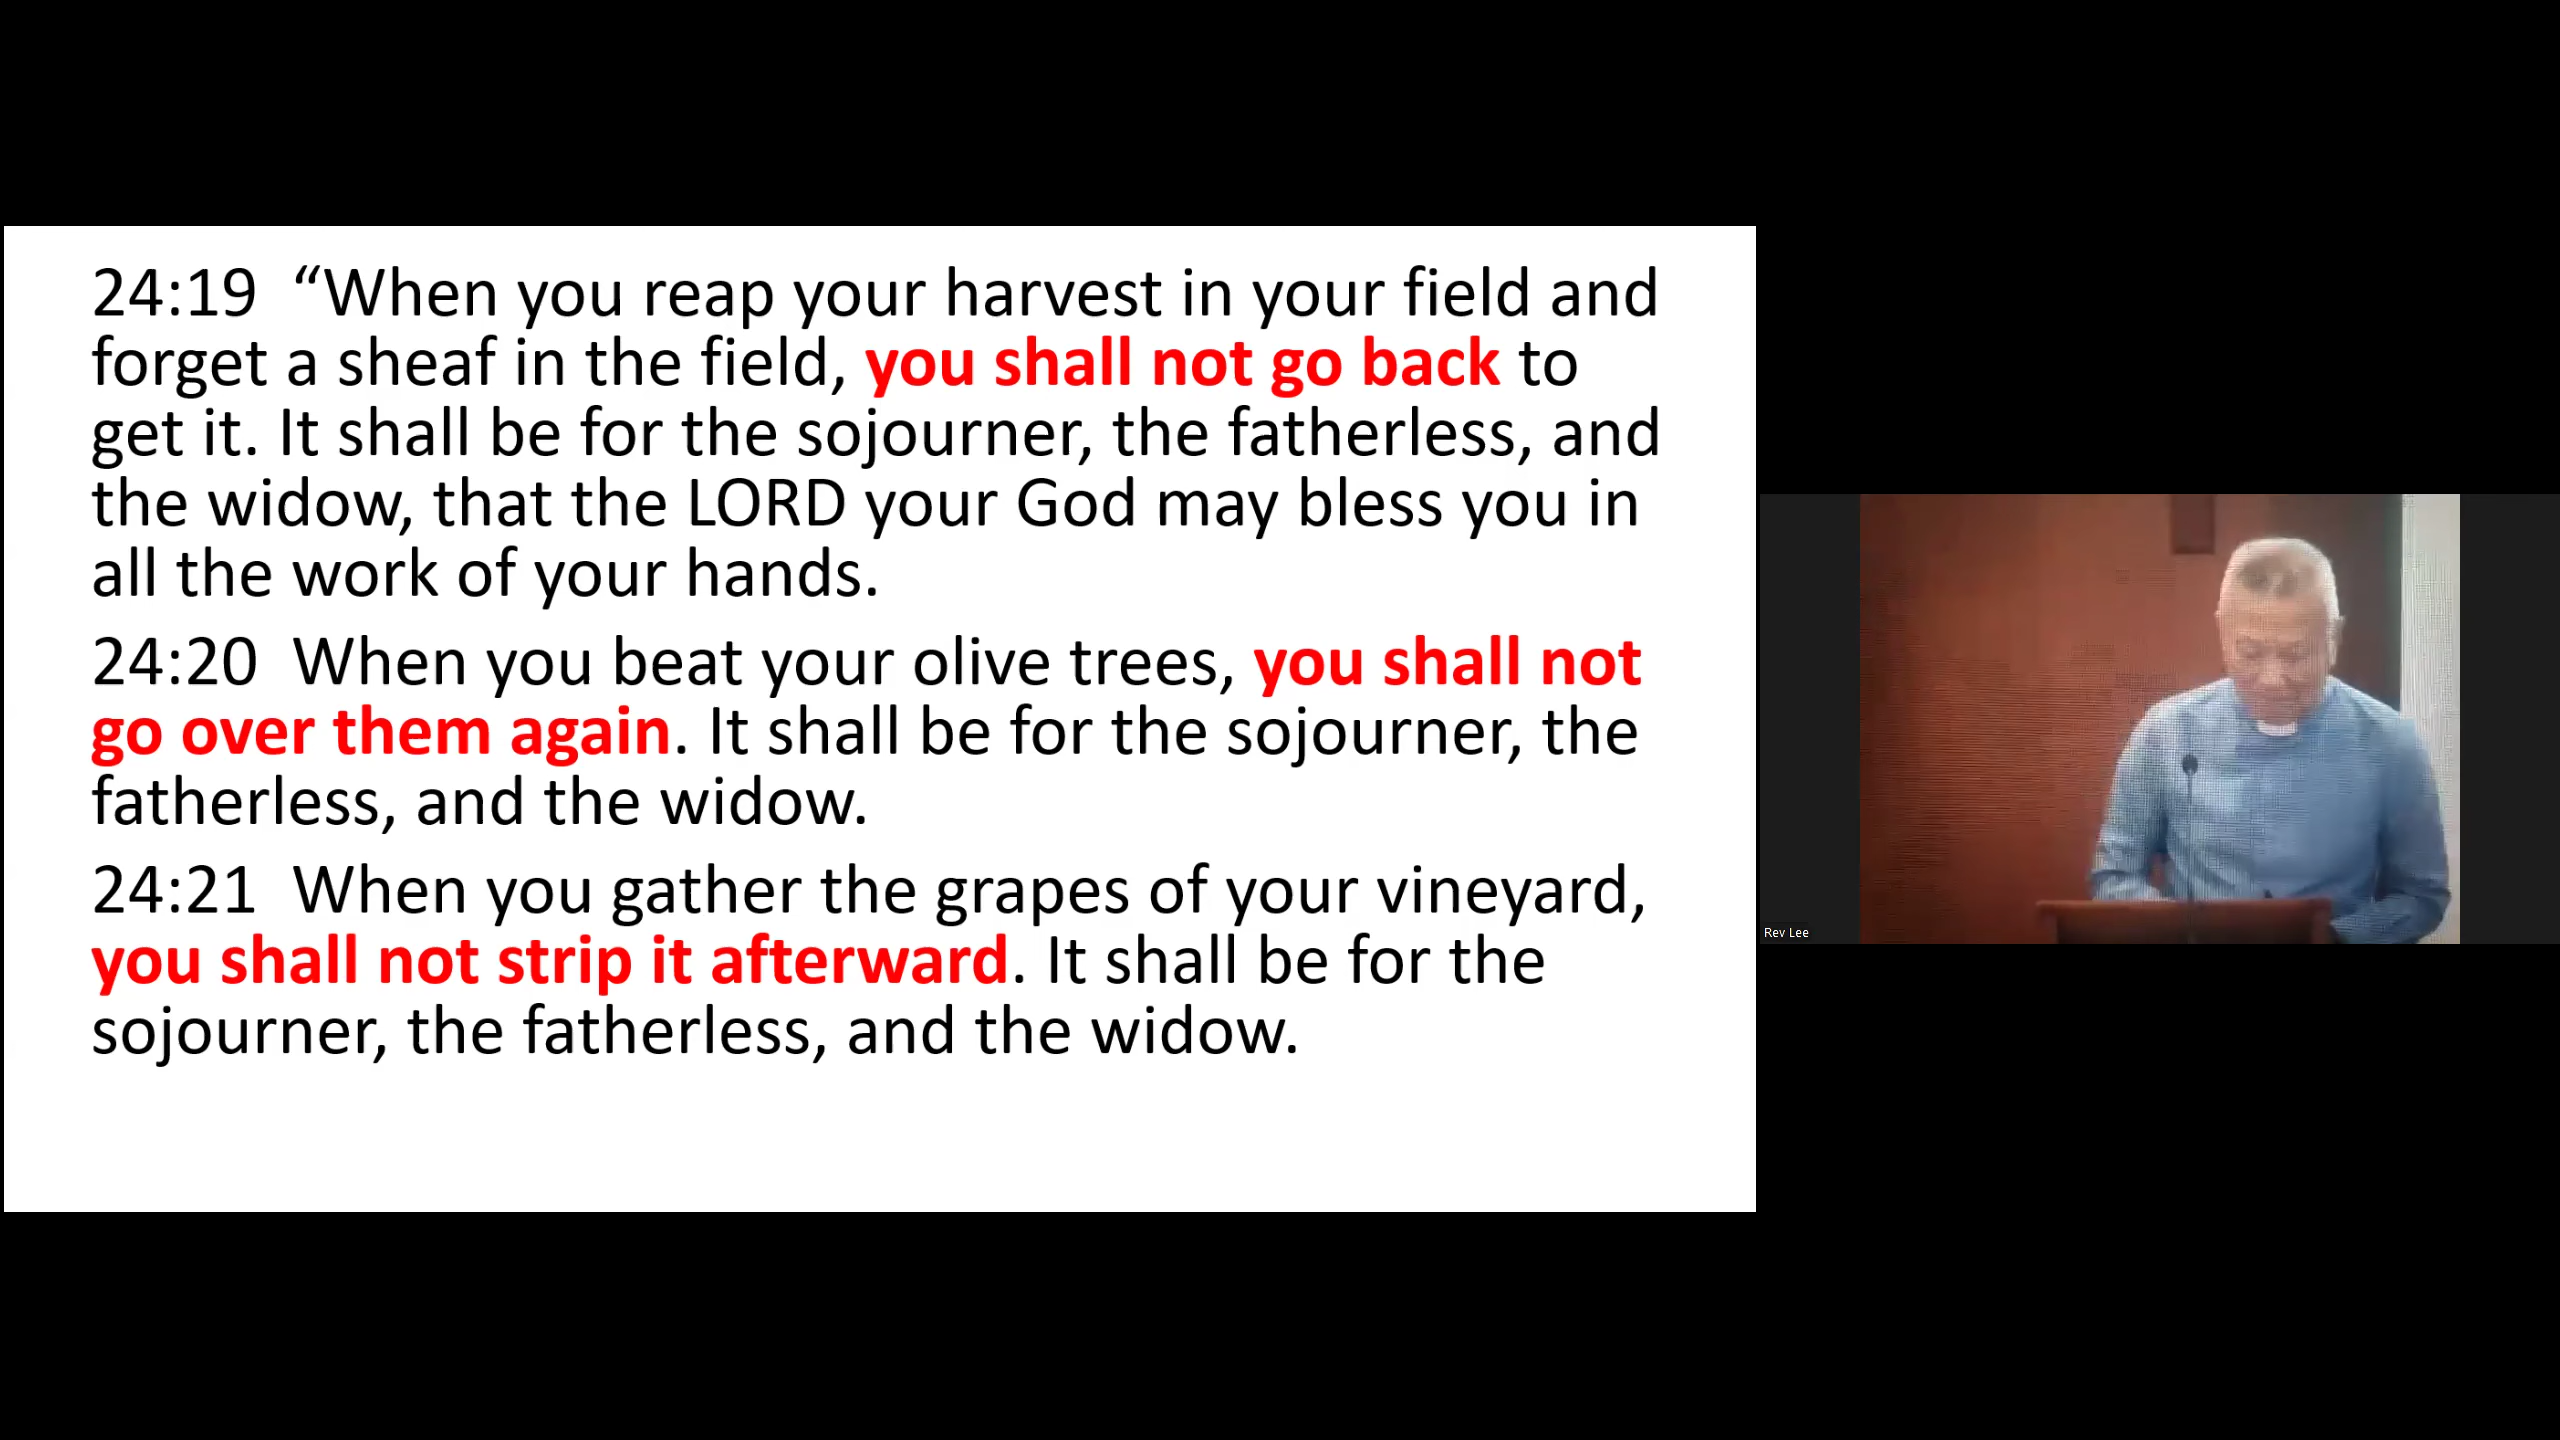 24:19 “When you reap your harvest in your field and
forget a sheaf in the field, you shall not go back to
get it. It shall be for the sojourner, the fatherless, and
the widow, that the LORD your God may bless you in
all the work of your hands.
24:20 When you beat your olive trees, you shall not
go over them again. It shall be for the sojourner, the
fatherless, and the widow.
24:21 When you gather the grapes of your vineyard,
you shall not strip it afterward. It shall be for the
sojourner, the fatherless, and the widow.
Rev Lee